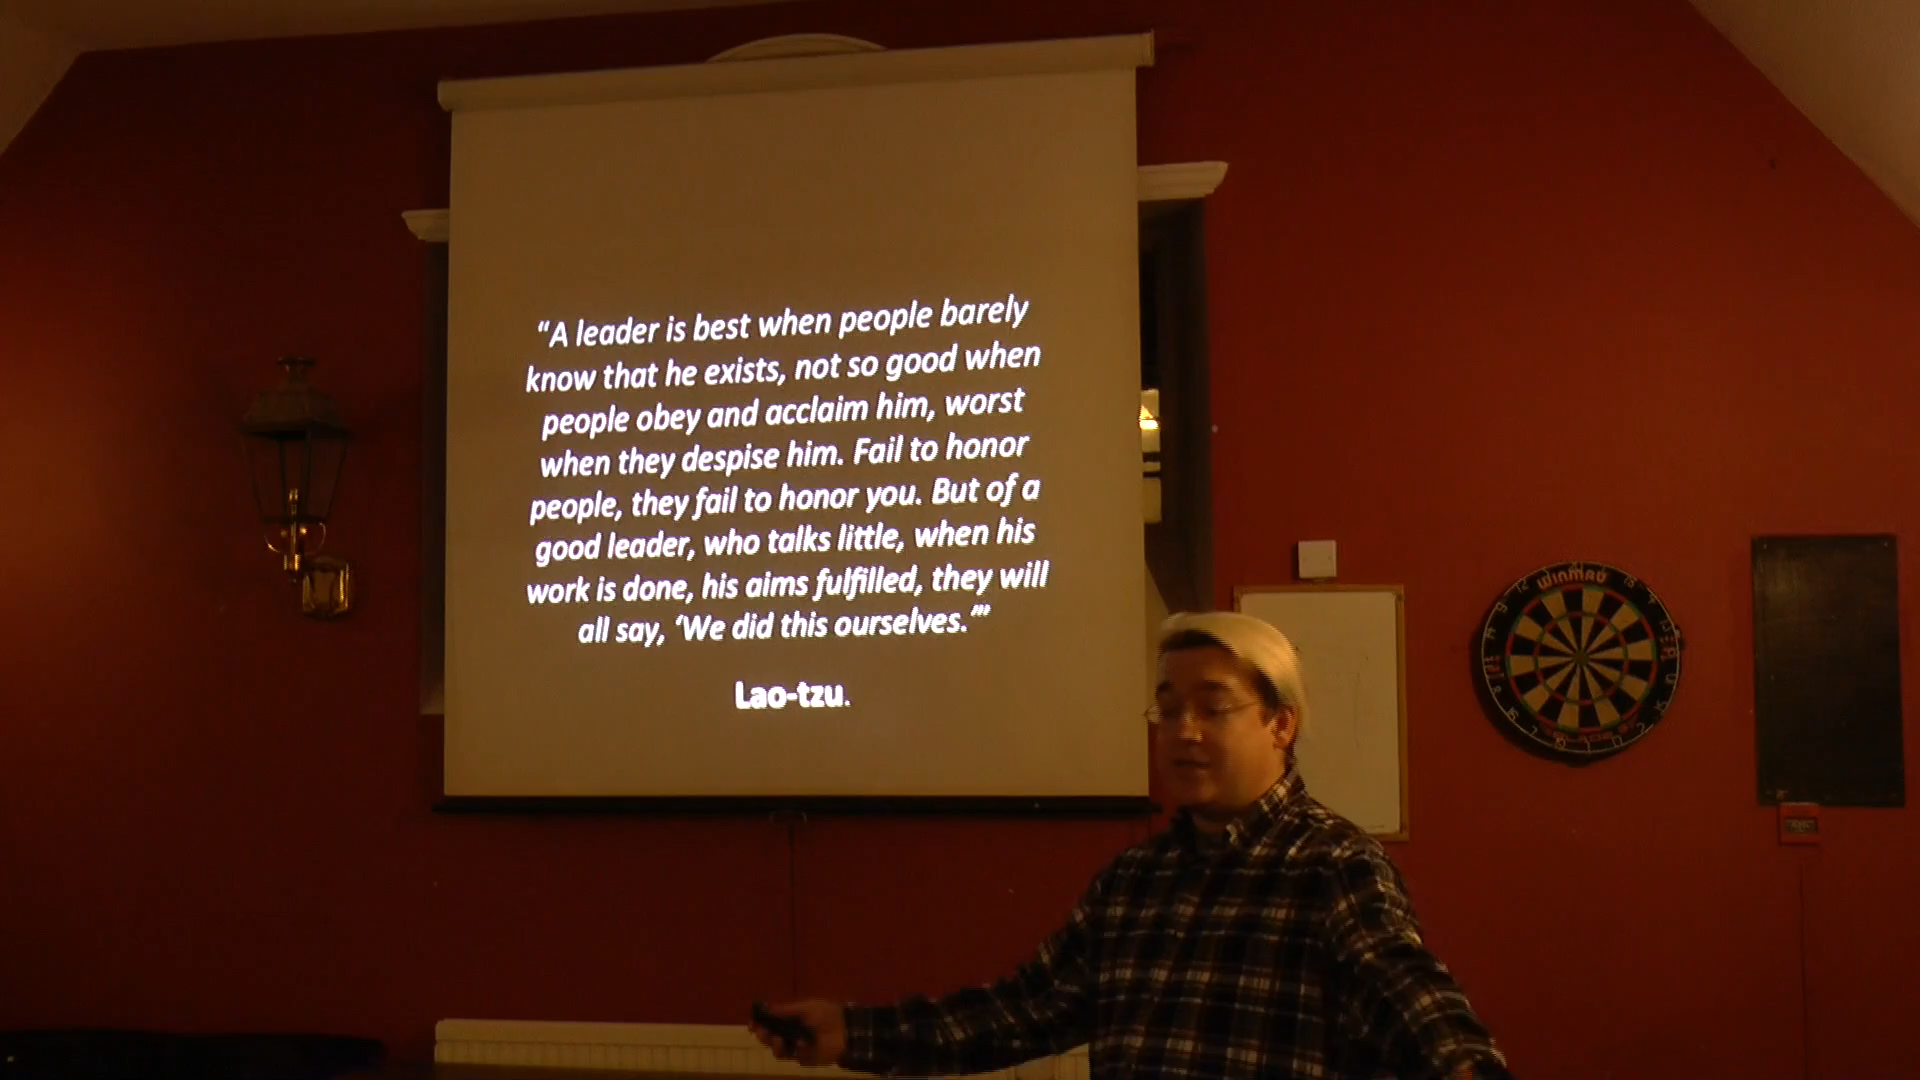 “A leader is best when people barely
know that he exists, not so good when
people obey and acclaim him, worst
when they despise him. Fail to honor
people, they fail to honor you. But of a
good leader, who talks little, when his
work is done, his aims fulfilled, they will
all say, ‘We did this ourselves.’”
Lao-tzu.
WINMAU